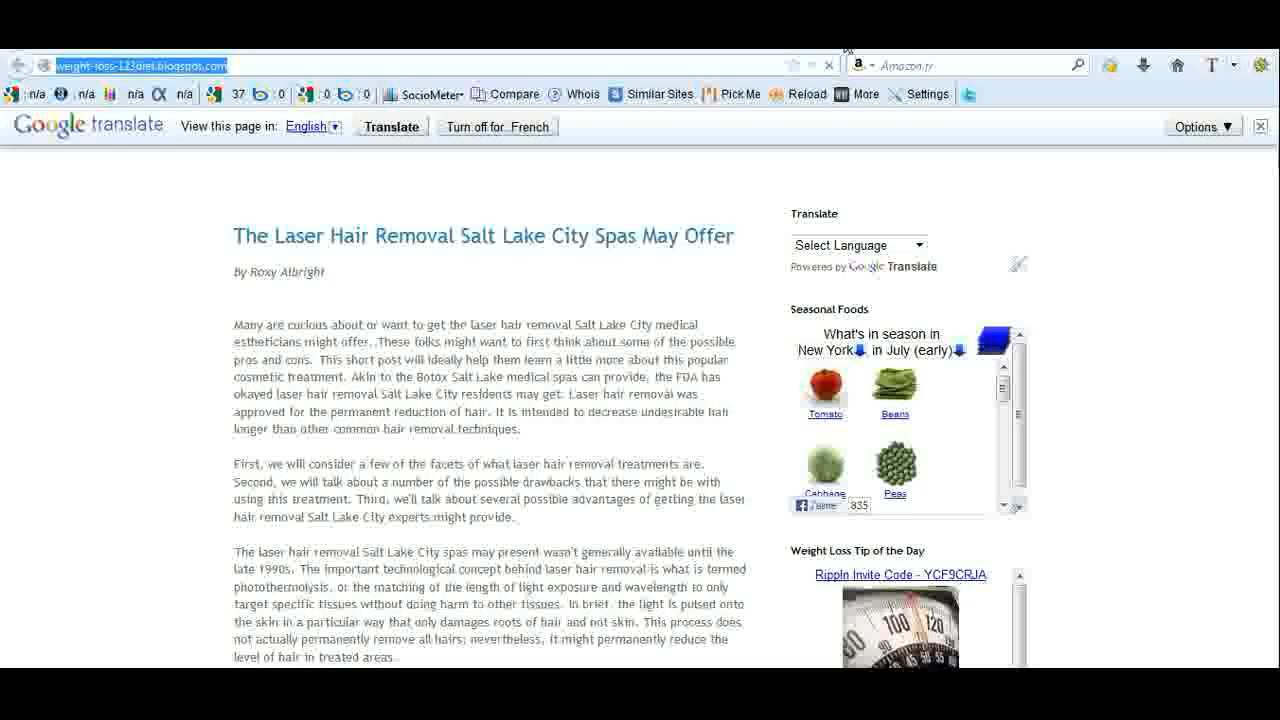 weight-loss-123diet.blogspot.com
Amazon.fr
n/a n/a n/a n/a 37 : 0 : 0 : 0 SocioMeter Compare Whois Similar Sites Pick Me Reload More Settings
Google translate View this page in: English Translate Turn off for French Options ▼
The Laser Hair Removal Salt Lake City Spas May Offer
By Roxy Albright
Many are curious about or want to get the laser hair removal Salt Lake City medical
estheticians might offer. These folks might want to first think about some of the possible
pros and cons. This short post will ideally help them learn a little more about this popular
cosmetic treatment. Akin to the Botox Salt Lake medical spas can provide, the FDA has
okayed laser hair removal Salt Lake City residents may get. Laser hair removal was
approved for the permanent reduction of hair. It is intended to decrease undesirable hair
longer than other common hair removal techniques.
First, we will consider a few of the facets of what laser hair removal treatments are.
Second, we will talk about a number of the possible drawbacks that there might be with
using this treatment. Third, we'll talk about several possible advantages of getting the laser
hair removal Salt Lake City experts might provide.
The laser hair removal Salt Lake City spas may present wasn't generally available until the
late 1990s. The important technological concept behind laser hair removal is what is termed
photothermolysis, or the matching of the length of light exposure and wavelength to only
target specific tissues without doing harm to other tissues. In brief, the light is pulsed onto
the skin in a particular way that only damages roots of hair and not skin. This process does
not actually permanently remove all hairs; nevertheless, it might permanently reduce the
level of hair in treated areas.
Translate
Select Language
Powered by Google Translate
Seasonal Foods
What's in season in
New York in July (early)
Tomato Beans
Cabbage Peas
J'aime 835
Weight Loss Tip of the Day
Rippln Invite Code - YCF9CRJA
80 90 100 120